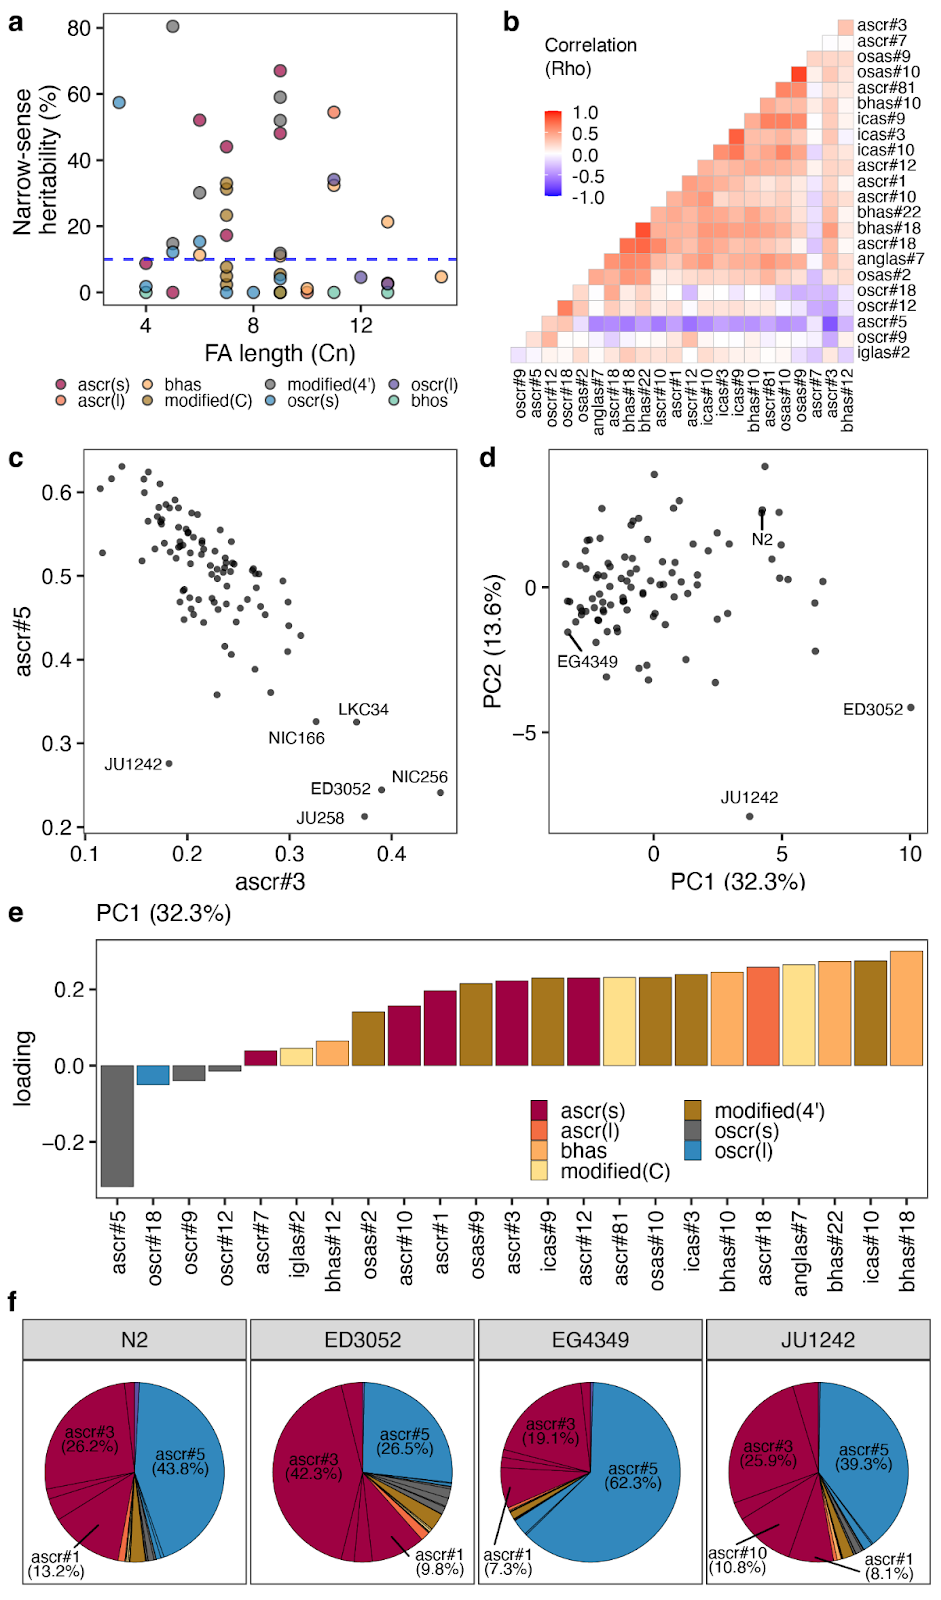 a
Narrow-sense
heritability (%)
80
60
40
20
0
4
8
12
FA length (Cn)
ascr(s)
bhas
modified(4')
oscr(l)
ascr(l)
modified(C)
oscr(s)
bhos
b
Correlation
(Rho)
1.0
0.5
0.0
-0.5
-1.0
ascr#3
ascr#7
osas#9
osas#10
ascr#81
bhas#10
icas#9
icas#3
icas#10
ascr#12
ascr#1
ascr#10
bhas#22
bhas#18
ascr#18
anglas#7
osas#2
oscr#18
oscr#12
ascr#5
oscr#9
iglas#2
oscr#9
ascr#5
oscr#12
oscr#18
osas#2
anglas#7
ascr#18
bhas#18
bhas#22
ascr#10
ascr#1
ascr#12
icas#10
icas#3
icas#9
bhas#10
ascr#81
osas#10
osas#9
ascr#7
ascr#3
bhas#12
c
ascr#5
0.6
0.5
0.4
0.3
0.2
LKC34
NIC166
JU1242
NIC256
ED3052
JU258
0.1
0.2
0.3
0.4
ascr#3
d
PC2 (13.6%)
0
−5
N2
EG4349
ED3052
JU1242
0
5
10
PC1 (32.3%)
e
PC1 (32.3%)
loading
0.2
0.0
−0.2
ascr(s)
ascr(l)
bhas
modified(C)
modified(4')
oscr(s)
oscr(l)
ascr#5
oscr#18
oscr#9
oscr#12
ascr#7
iglas#2
bhas#12
osas#2
ascr#10
ascr#1
osas#9
ascr#3
icas#9
ascr#12
ascr#81
osas#10
icas#3
bhas#10
ascr#18
anglas#7
bhas#22
icas#10
bhas#18
f
N2
ascr#3
(26.2%)
ascr#5
(43.8%)
ascr#1
(13.2%)
ED3052
ascr#5
(26.5%)
ascr#3
(42.3%)
ascr#1
(9.8%)
EG4349
ascr#3
(19.1%)
ascr#5
(62.3%)
ascr#1
(7.3%)
JU1242
ascr#3
(25.9%)
ascr#5
(39.3%)
ascr#10
(10.8%)
ascr#1
(8.1%)